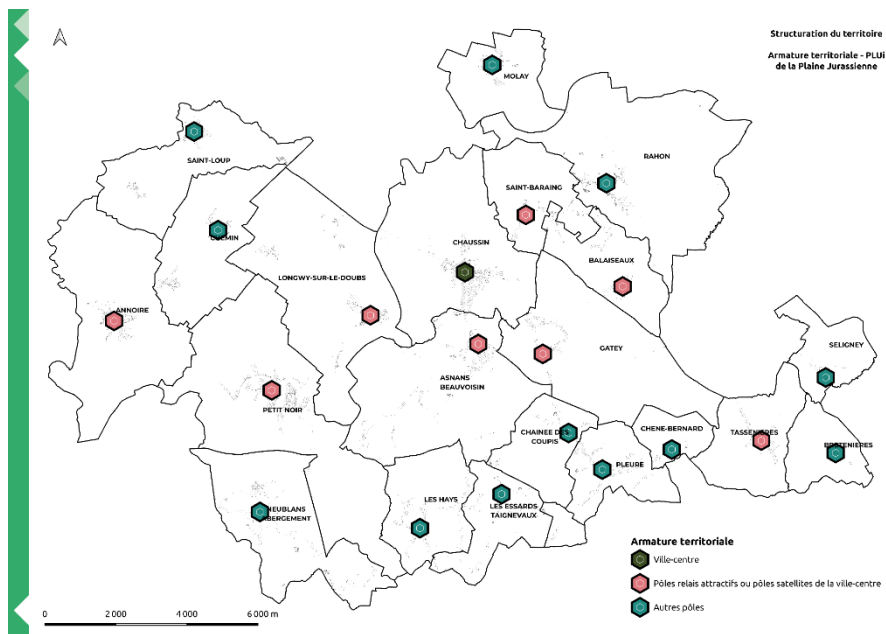 Structuration du territoire
Armature territoriale - PLUi
de la Plaine Jurassienne
MOLAY
SAINT-LOUP
RAHON
SAINT-BARAING
CHAUSSIN
BALAISEAUX
LONGWY-SUR-LE-DOUBS
ANNOIRE
SELIGNEY
GATEY
ASNANS
BEAUVOISIN
PETIT NOIR
CHAINEE DES
COUPIS
CHENE-BERNARD
TASSENIERES
PLEURE
LES HAYS
LES ESSARDS
TAIGNEVAUX
NEUBLANS
Armature territoriale
Ville-centre
Pôles relais attractifs ou pôles satellites de la ville-centre
Autres pôles
0 2 000 4 000 6 000 m